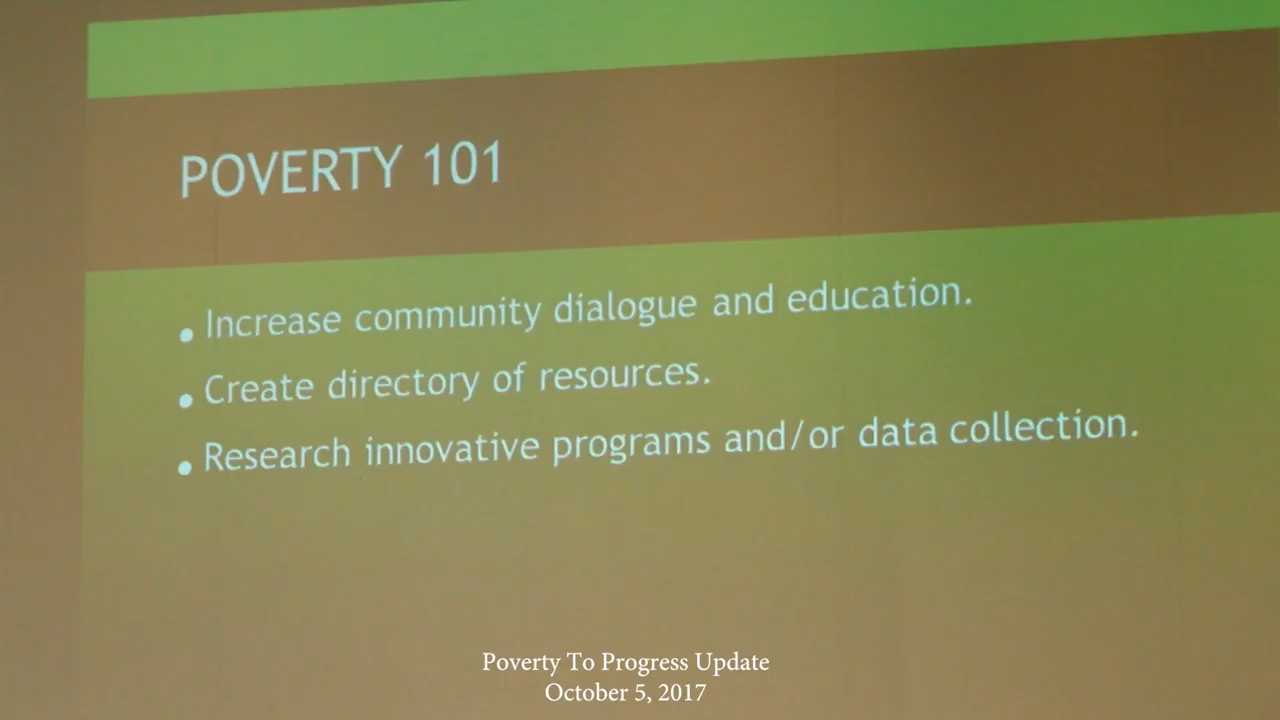 POVERTY 101
• Increase community dialogue and education.
• Create directory of resources.
• Research innovative programs and/or data collection.
Poverty To Progress Update
October 5, 2017